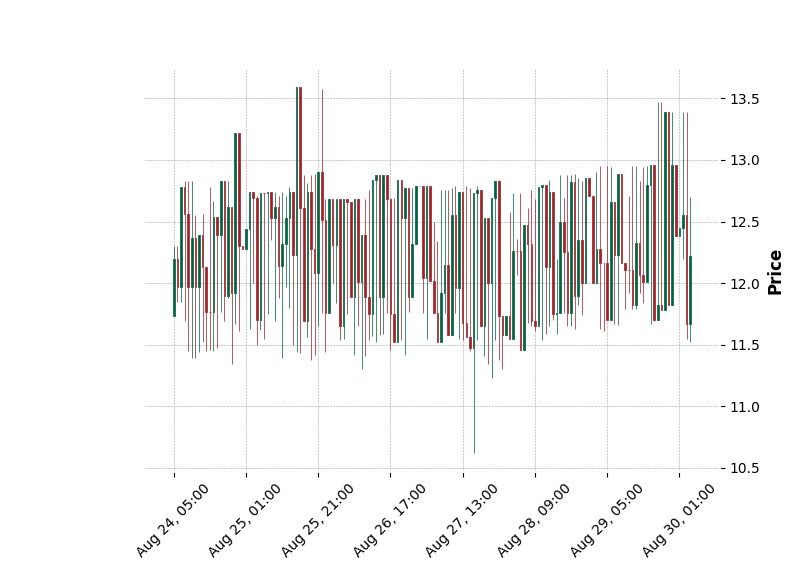 13.5
13.0
12.5
12.0
11.5
11.0
10.5
Price
Aug 24, 05:00
Aug 25, 01:00
Aug 25, 21:00
Aug 26, 17:00
Aug 27, 13:00
Aug 28, 09:00
Aug 29, 05:00
Aug 30, 01:00